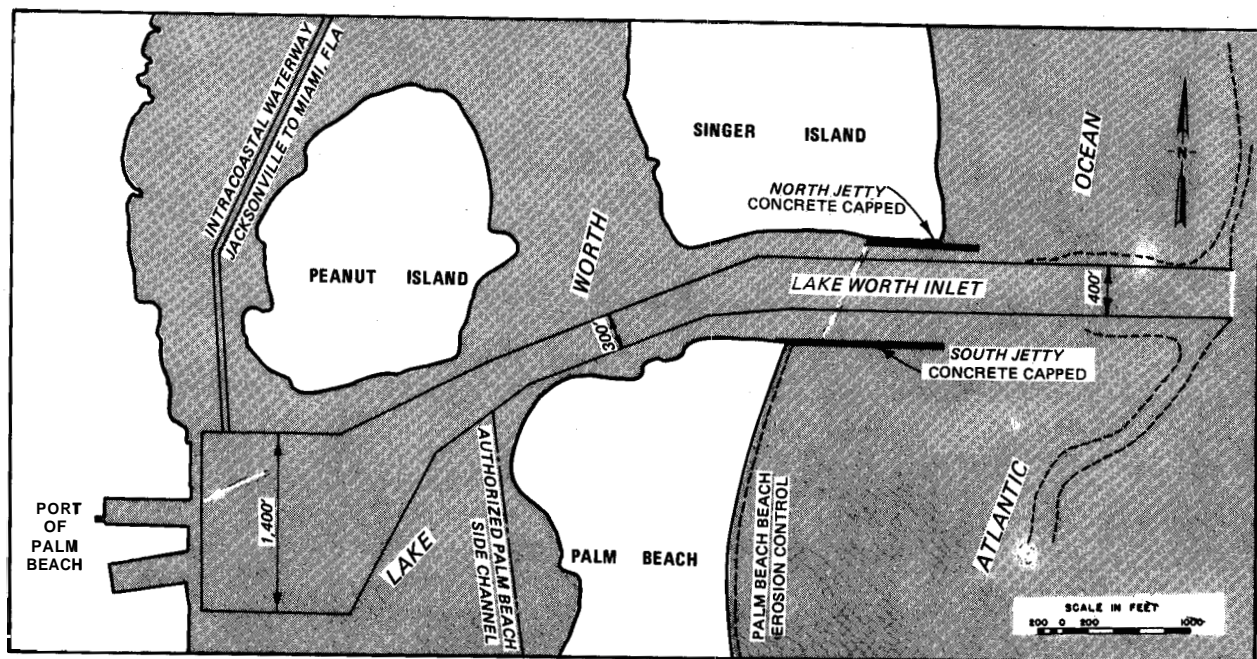 INTRACOASTAL WATERWAY
JACKSONVILLE TO MIAMI, FLA
SINGER ISLAND
OCEAN
N
NORTH JETTY
CONCRETE CAPPED
PEANUT ISLAND
WORTH
LAKE WORTH INLET
400'
300'
SOUTH JETTY
CONCRETE CAPPED
1,400'
PORT
OF
PALM
BEACH
LAKE
AUTHORIZED PALM BEACH
SIDE CHANNEL
PALM BEACH
PALM BEACH BEACH
EROSION CONTROL
ATLANTIC
SCALE IN FEET
200 0 200 1000